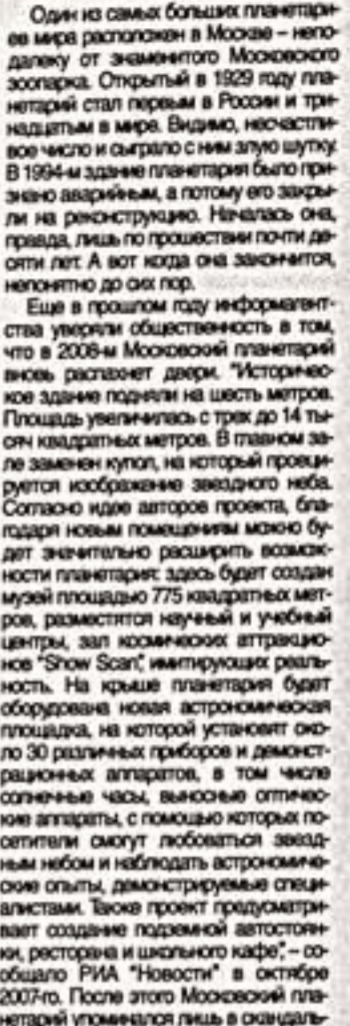 Один из самых больших планетари-
ев мира расположен в Москве – непо-
далеку от знаменитого Московского
зоопарка. Открытый в 1929 году пла-
нетарий стал первым в России и три-
надцатым в мире. Видимо, несчастли-
вое число и сыграло с ним злую шутку.
В 1994-м здание планетария было при-
знано аварийным, а потому его закры-
ли на реконструкцию. Началась она,
правда, лишь по прошествии почти де-
сяти лет. А вот когда она закончится,
непонятно до сих пор.
Еще в прошлом году информагент-
ства уверяли общественность в том,
что в 2008-м Московский планетарий
вновь распахнет двери. "Историчес-
кое здание подняли на шесть метров.
Площадь увеличилась с трех до 14 ты-
сяч квадратных метров. В главном за-
ле заменен купол, на который проеци-
руется изображение звездного неба.
Согласно идее авторов проекта, бла-
годаря новым помещениям можно бу-
дет значительно расширить возмож-
ности планетария: здесь будет создан
музей площадью 775 квадратных мет-
ров, разместятся научный и учебный
центры, зал космических аттракцио-
нов "Show Scan", имитирующих реаль-
ность. На крыше планетария будет
оборудована новая астрономическая
площадка, на которой установят око-
ло 30 различных приборов и демонст-
рационных аппаратов, в том числе
солнечные часы, выносные оптичес-
кие аппараты, с помощью которых по-
сетители смогут любоваться звезд-
ным небом и наблюдать астрономиче-
ские опыты, демонстрируемые специ-
алистами. Также проект предусматри-
вает создание подземной автостоян-
ки, ресторана и школьного кафе", – со-
общало РИА "Новости" в октябре
2007-го. После этого Московский пла-
нетарий упоминался лишь в скандаль-